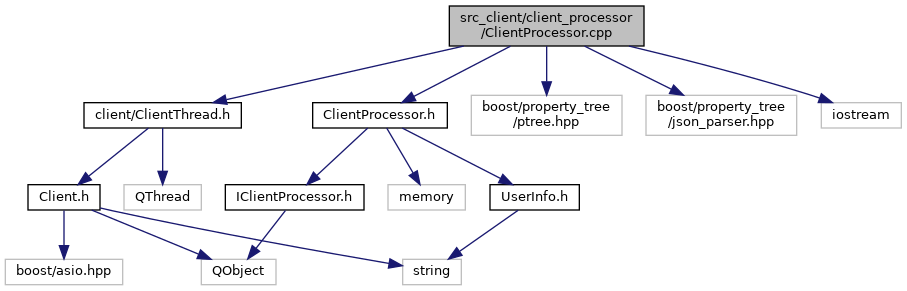 src_client/client_processor
/ClientProcessor.cpp
client/ClientThread.h
ClientProcessor.h
boost/property_tree
/ptree.hpp
boost/property_tree
/json_parser.hpp
iostream
Client.h
QThread
IClientProcessor.h
memory
UserInfo.h
boost/asio.hpp
QObject
string